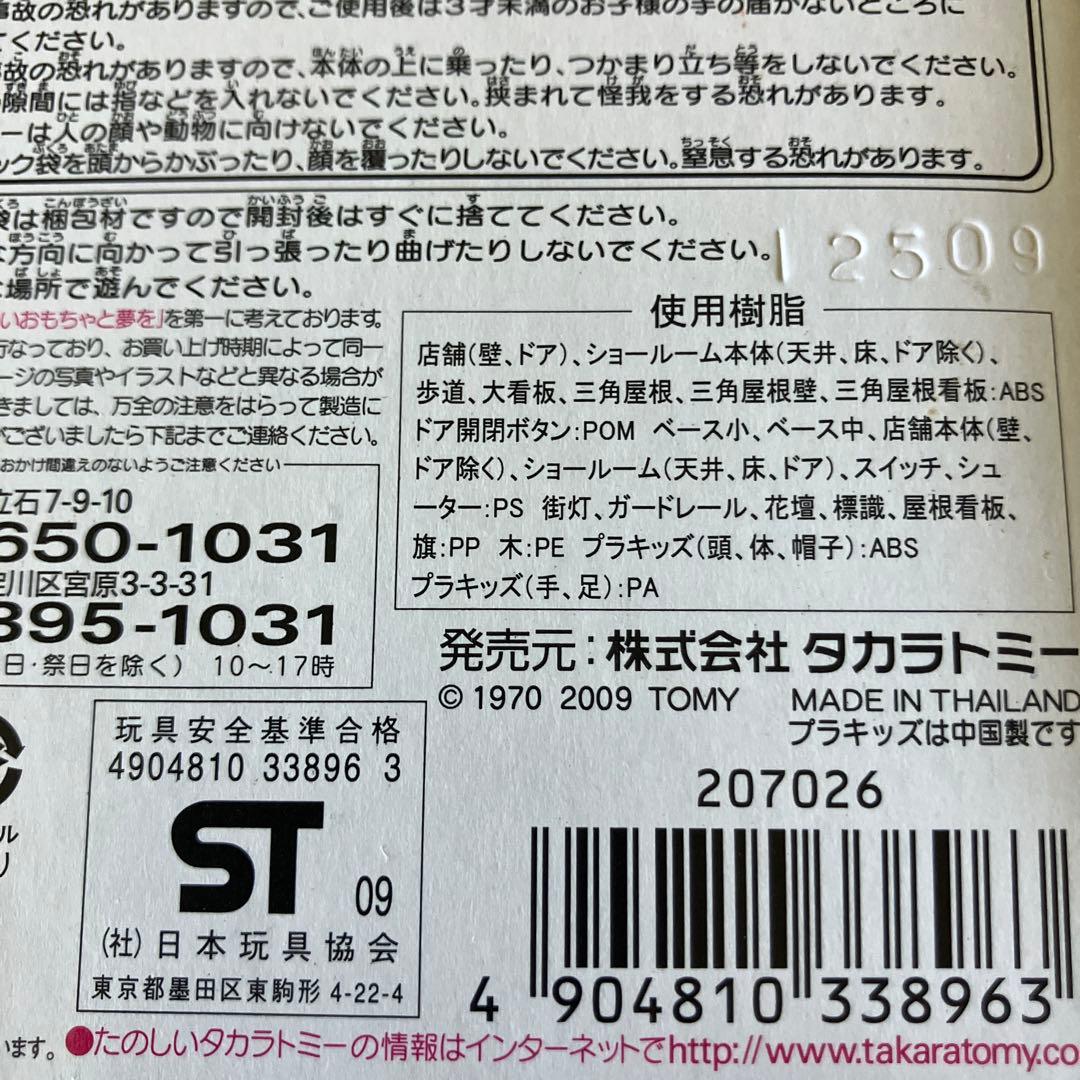 事故の恐れがありますので、ご使用後は3才未満のお子様の手の届かないところに
てください。
事故の恐れがありますので、本体の上に乗ったり、つかまり立ち等をしないでください。
隙間には指などを入れないでください。挟まれて怪我をする恐れがあります。
ーは人の顔や動物に向けないでください。
ック袋を頭からかぶったり、顔を覆ったりしないでください。窒息する恐れがあります。
袋は梱包材ですので開封後はすぐに捨ててください。
な方向に向かって引っ張ったり曲げたりしないでください。
な場所で遊んでください。
12509
いおもちゃと夢を」を第一に考えております。
行なっており、お買い上げ時期によって同一
ージの写真やイラストなどと異なる場合が
きましては、万全の注意をはらって製造に
がございましたら下記までご連絡ください。
おかけ間違えのないようご注意ください
立石7-9-10
650-1031
淀川区宮原3-3-31
395-1031
日・祭日を除く) 10~17時
使用樹脂
店舗(壁、ドア)、ショールーム本体(天井、床、ドア除く)、
歩道、大看板、三角屋根、三角屋根壁、三角屋根看板:ABS
ドア開閉ボタン:POM ベース小、ベース中、店舗本体(壁、
ドア除く)、ショールーム(天井、床、ドア)、スイッチ、シュ
ーター:PS 街灯、ガードレール、花壇、標識、屋根看板、
旗:PP 木:PE プラキッズ(頭、体、帽子):ABS
プラキッズ(手、足):PA
発売元:株式会社 タカラトミー
© 1970 2009 TOMY MADE IN THAILAND
プラキッズは中国製です
玩具安全基準合格
4904810 33896 3
ST 09
(社)日本玩具協会
東京都墨田区東駒形 4-22-4
ル
207026
4 904810 338963
います。●たのしいタカラトミーの情報はインターネットでhttp://www.takaratomy.co